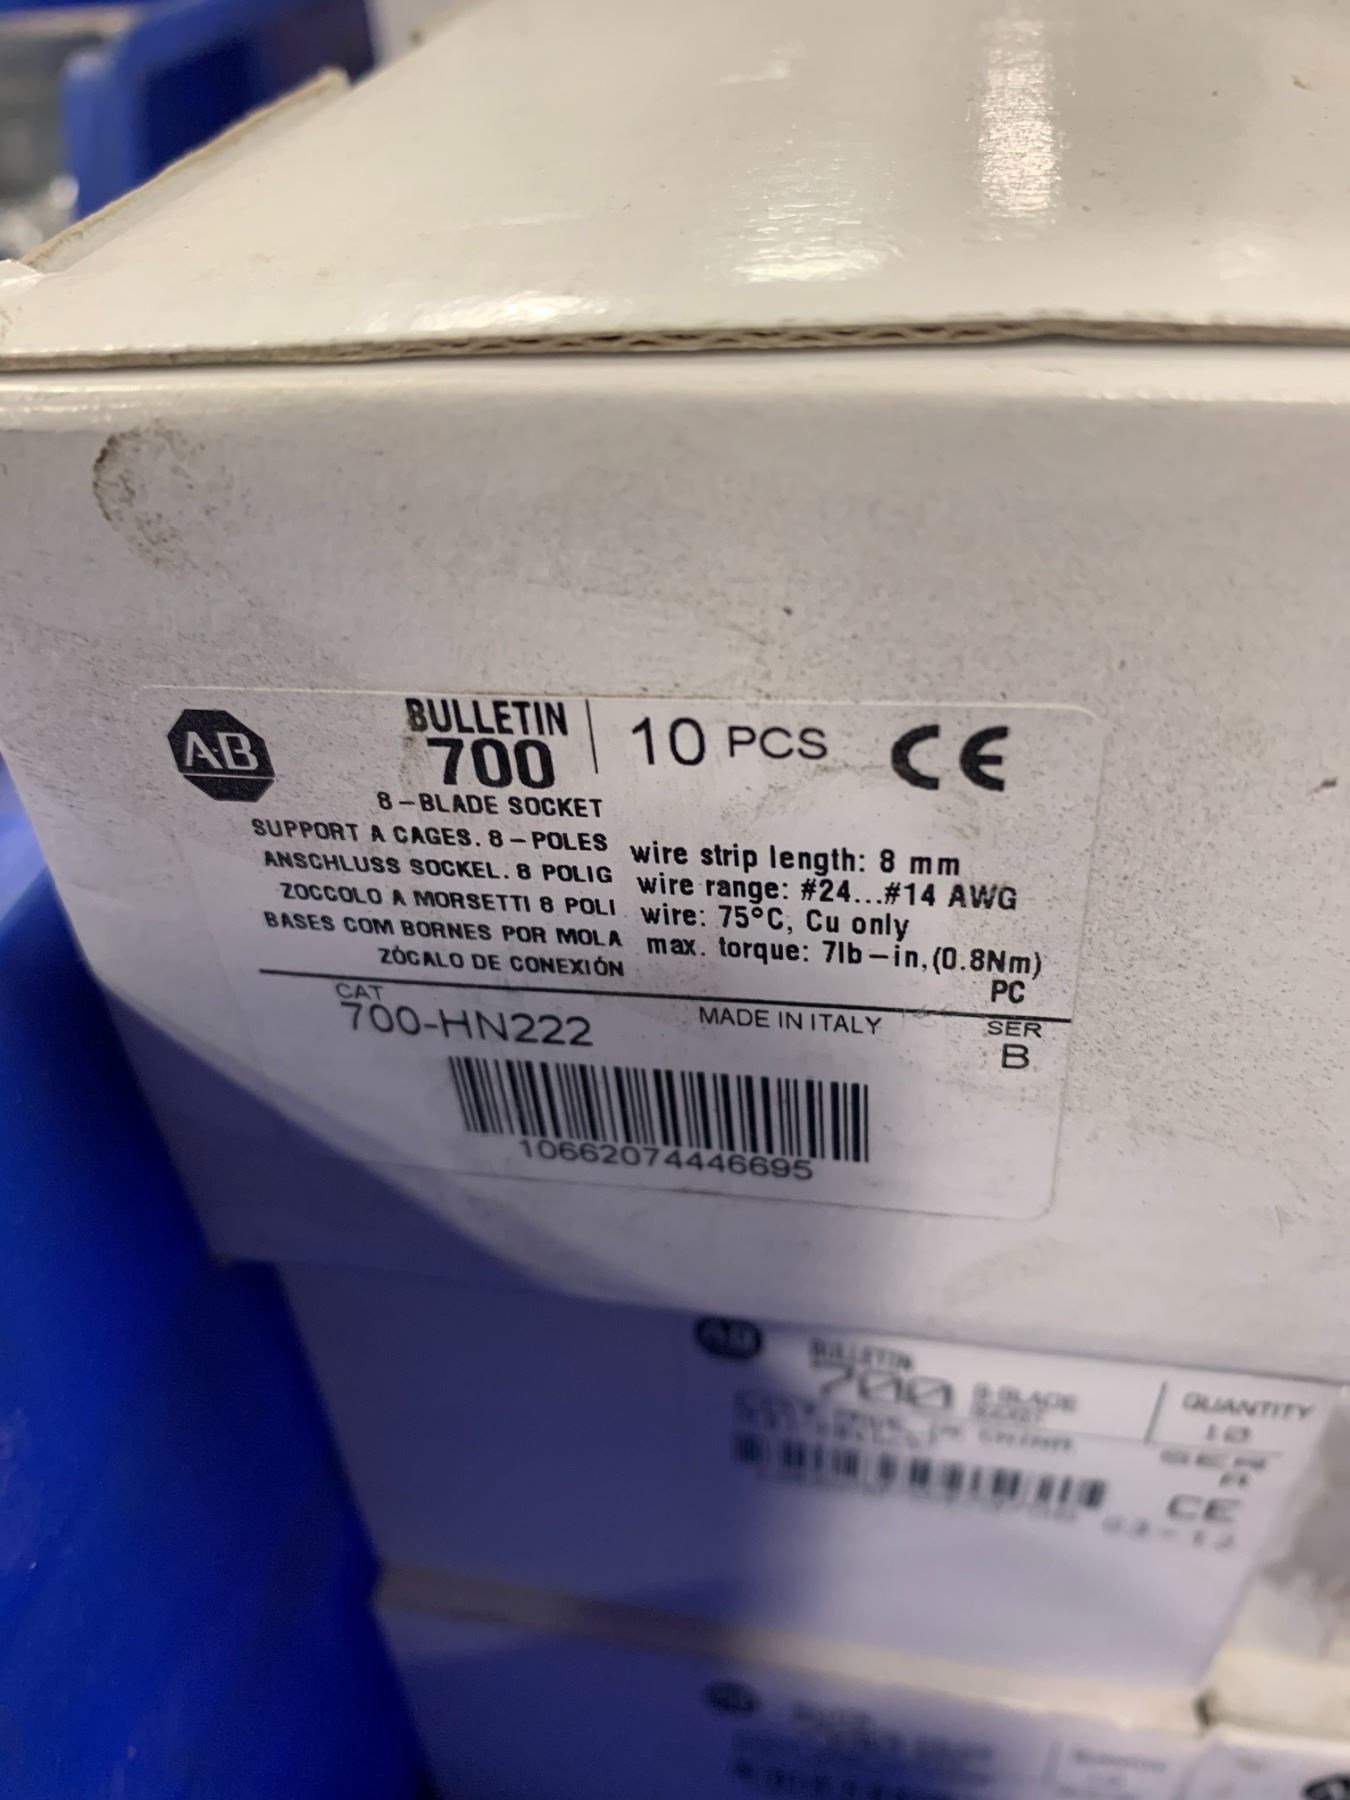 A-B
BULLETIN
700
10 PCS
CE
8-BLADE SOCKET
SUPPORT A CAGES. 8-POLES
ANSCHLUSS SOCKEL. 8 POLIG
ZOCCOLO A MORSETTI 8 POLI
BASES COM BORNES POR MOLA
ZÓCALO DE CONEXIÓN
wire strip length: 8 mm
wire range: #24...#14 AWG
wire: 75°C, Cu only
max. torque: 7lb-in,(0.8Nm)
PC
CAT
700-HN222
MADE IN ITALY
SER
B
10662074446695
BULLETIN
700
8-BLADE
QUANTITY
10
SER
A
CE